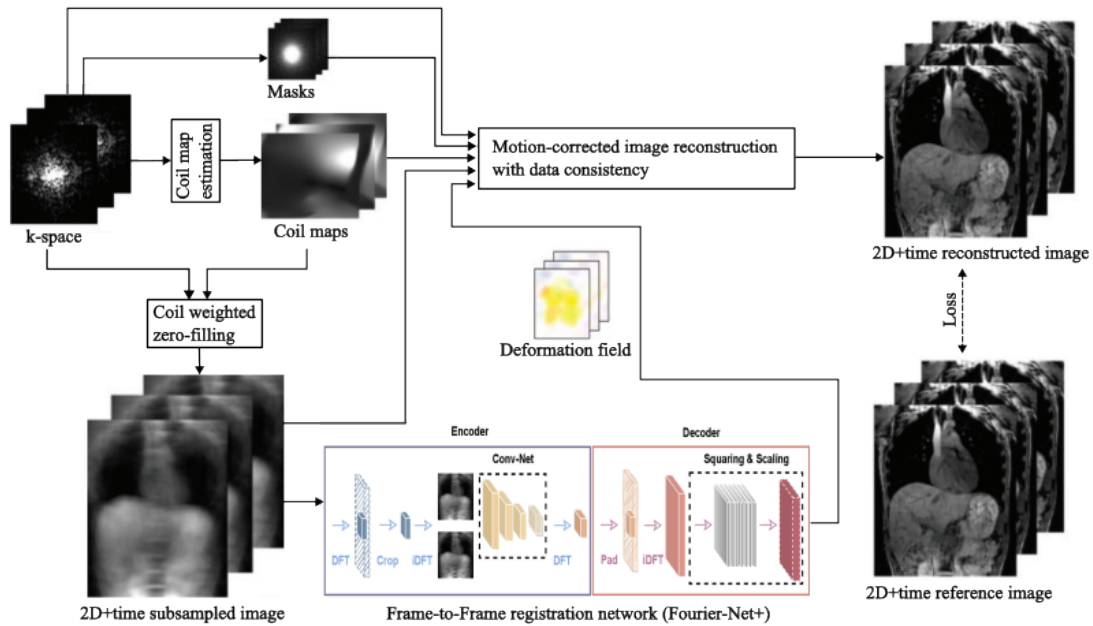 Masks
Coil map
estimation
Motion-corrected image reconstruction
with data consistency
k-space
Coil maps
2D+time reconstructed image
Coil weighted
zero-filling
Deformation field
Loss
Encoder
Decoder
Conv-Net
Squaring & Scaling
DFT
Crop
iDFT
DFT
Pad
iDFT
2D+time subsampled image
Frame-to-Frame registration network (Fourier-Net+)
2D+time reference image